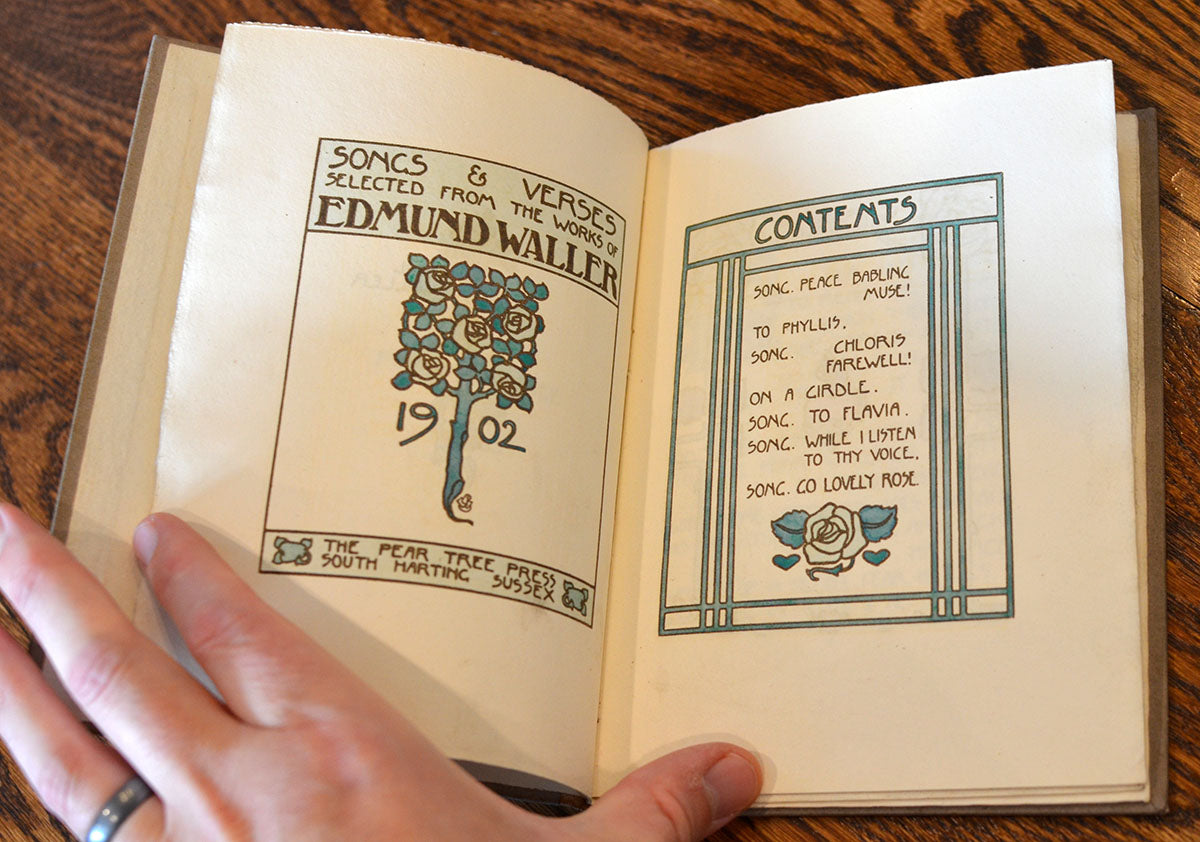 SONGS & VERSES
SELECTED FROM THE WORKS OF
EDMUND WALLER
1902
THE PEAR TREE PRESS
SOUTH HARTING SUSSEX
CONTENTS
SONG. PEACE BABLING
MUSE!
TO PHYLLIS.
SONG. CHLORIS
FAREWELL!
ON A GIRDLE.
SONG. TO FLAVIA.
SONG. WHILE I LISTEN
TO THY VOICE.
SONG. GO LOVELY ROSE.